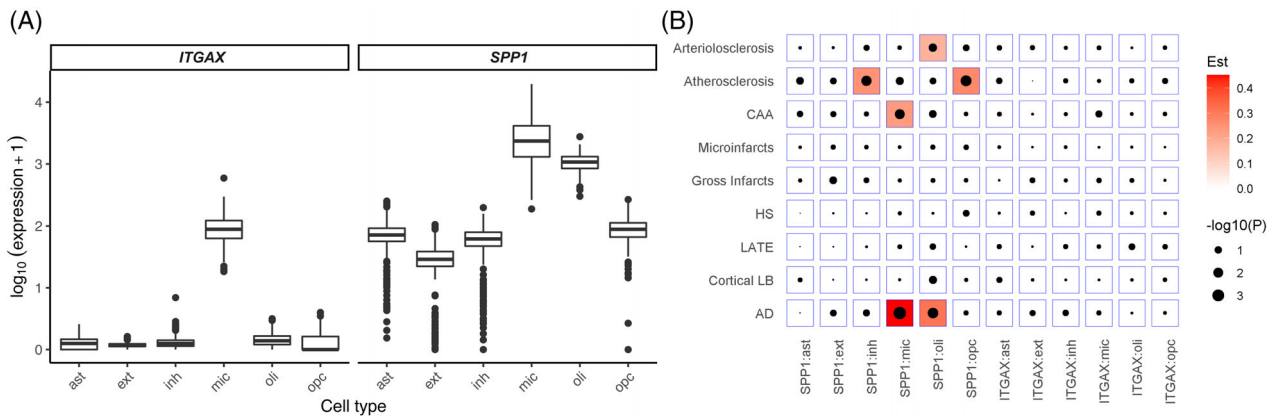 (A)
ITGAX
SPP1
log10(expression + 1)
4
3
2
1
0
ast ext inh mic oli opc ast ext inh mic oli opc
Cell type
(B)
Arteriolosclerosis
Atherosclerosis
CAA
Microinfarcts
Gross Infarcts
HS
LATE
Cortical LB
AD
SPP1:ast
SPP1:ext
SPP1:inh
SPP1:mic
SPP1:oli
SPP1:opc
ITGAX:ast
ITGAX:ext
ITGAX:inh
ITGAX:mic
ITGAX:oli
ITGAX:opc
Est
0.4
0.3
0.2
0.1
0.0
-log10(P)
1
2
3